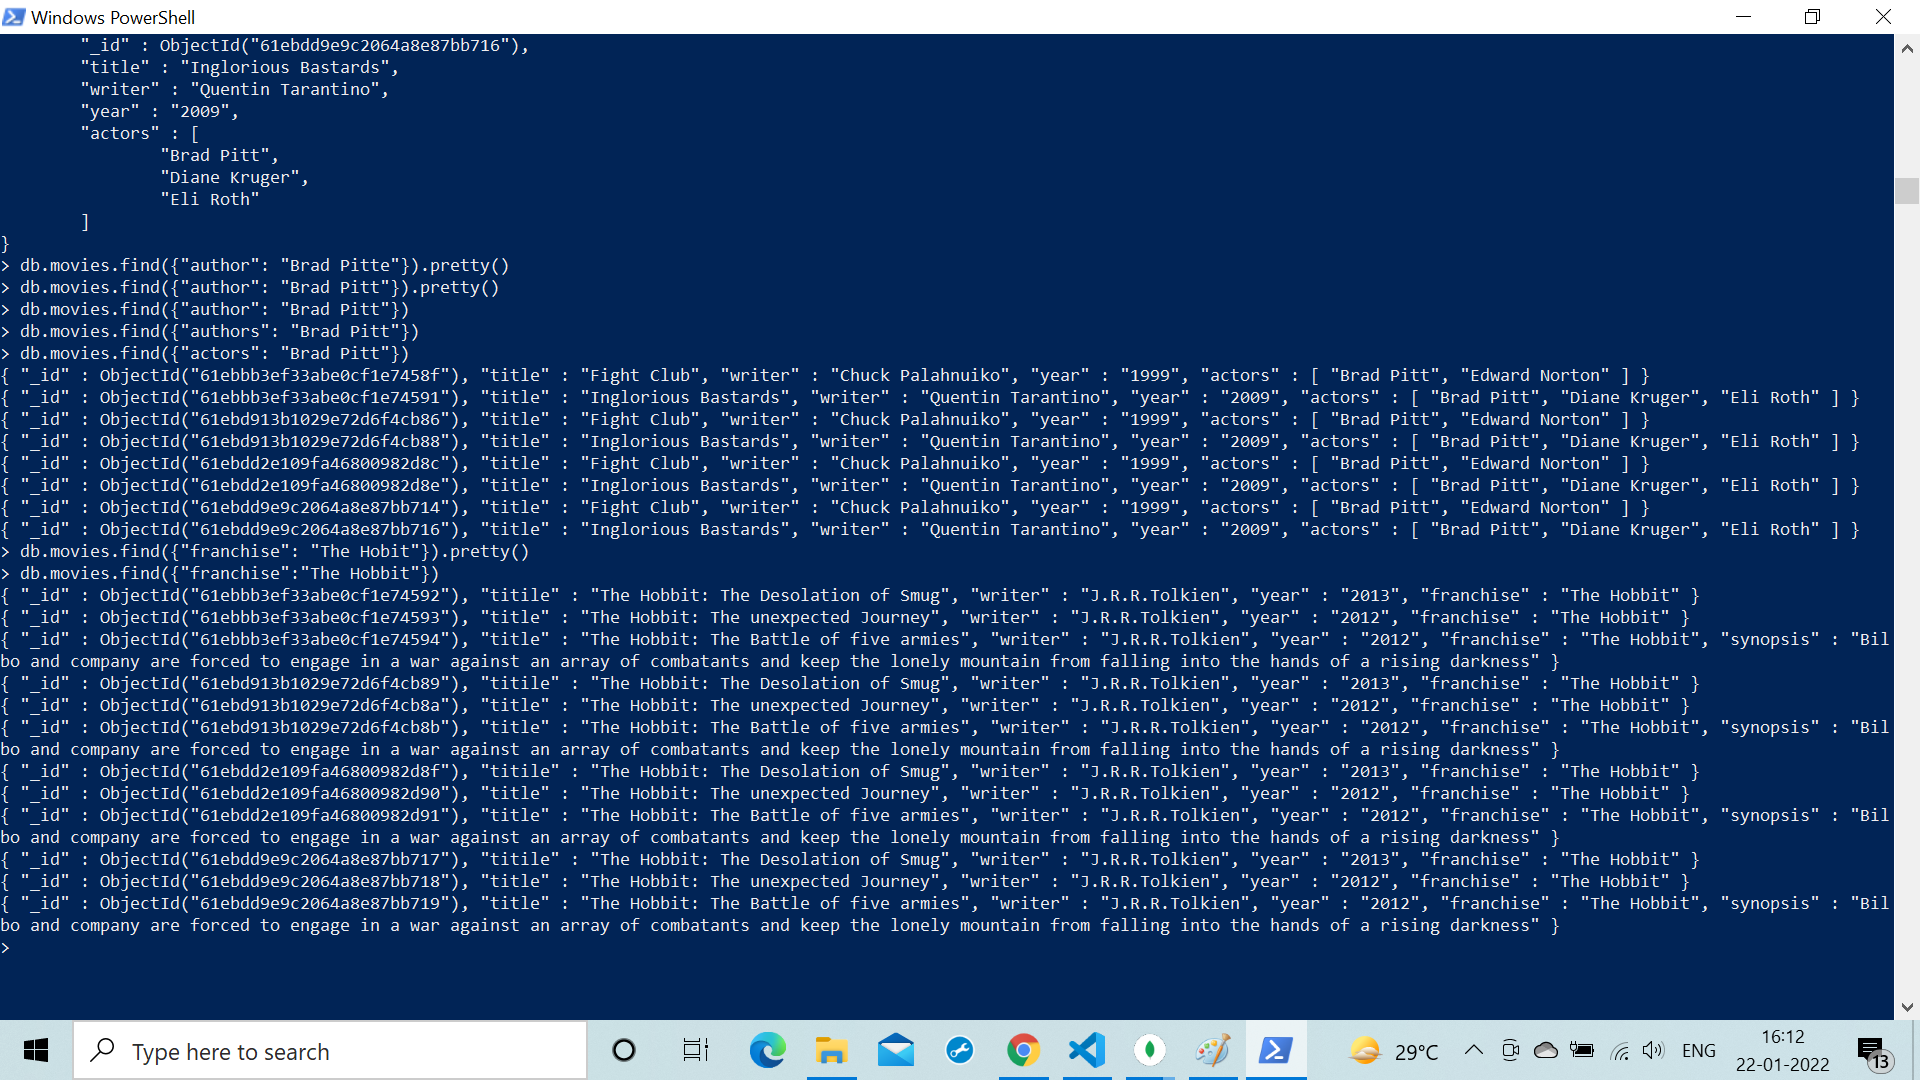 Windows PowerShell
"_id" : ObjectId("61ebdd9e9c2064a8e87bb716"),
"title" : "Inglorious Bastards",
"writer" : "Quentin Tarantino",
"year" : "2009",
"actors" : [
"Brad Pitt",
"Diane Kruger",
"Eli Roth"
]
}
> db.movies.find({"author": "Brad Pitte"}).pretty()
> db.movies.find({"author": "Brad Pitt"}).pretty()
> db.movies.find({"author": "Brad Pitt"})
> db.movies.find({"authors": "Brad Pitt"})
> db.movies.find({"actors": "Brad Pitt"})
{ "_id" : ObjectId("61ebbb3ef33abe0cf1e7458f"), "title" : "Fight Club", "writer" : "Chuck Palahnuiko", "year" : "1999", "actors" : [ "Brad Pitt", "Edward Norton" ] }
{ "_id" : ObjectId("61ebbb3ef33abe0cf1e74591"), "title" : "Inglorious Bastards", "writer" : "Quentin Tarantino", "year" : "2009", "actors" : [ "Brad Pitt", "Diane Kruger", "Eli Roth" ] }
{ "_id" : ObjectId("61ebd913b1029e72d6f4cb86"), "title" : "Fight Club", "writer" : "Chuck Palahnuiko", "year" : "1999", "actors" : [ "Brad Pitt", "Edward Norton" ] }
{ "_id" : ObjectId("61ebd913b1029e72d6f4cb88"), "title" : "Inglorious Bastards", "writer" : "Quentin Tarantino", "year" : "2009", "actors" : [ "Brad Pitt", "Diane Kruger", "Eli Roth" ] }
{ "_id" : ObjectId("61ebdd2e109fa46800982d8c"), "title" : "Fight Club", "writer" : "Chuck Palahnuiko", "year" : "1999", "actors" : [ "Brad Pitt", "Edward Norton" ] }
{ "_id" : ObjectId("61ebdd2e109fa46800982d8e"), "title" : "Inglorious Bastards", "writer" : "Quentin Tarantino", "year" : "2009", "actors" : [ "Brad Pitt", "Diane Kruger", "Eli Roth" ] }
{ "_id" : ObjectId("61ebdd9e9c2064a8e87bb714"), "title" : "Fight Club", "writer" : "Chuck Palahnuiko", "year" : "1999", "actors" : [ "Brad Pitt", "Edward Norton" ] }
{ "_id" : ObjectId("61ebdd9e9c2064a8e87bb716"), "title" : "Inglorious Bastards", "writer" : "Quentin Tarantino", "year" : "2009", "actors" : [ "Brad Pitt", "Diane Kruger", "Eli Roth" ] }
> db.movies.find({"franchise": "The Hobit"}).pretty()
> db.movies.find({"franchise":"The Hobbit"})
{ "_id" : ObjectId("61ebbb3ef33abe0cf1e74592"), "titile" : "The Hobbit: The Desolation of Smug", "writer" : "J.R.R.Tolkien", "year" : "2013", "franchise" : "The Hobbit" }
{ "_id" : ObjectId("61ebbb3ef33abe0cf1e74593"), "title" : "The Hobbit: The unexpected Journey", "writer" : "J.R.R.Tolkien", "year" : "2012", "franchise" : "The Hobbit" }
{ "_id" : ObjectId("61ebbb3ef33abe0cf1e74594"), "title" : "The Hobbit: The Battle of five armies", "writer" : "J.R.R.Tolkien", "year" : "2012", "franchise" : "The Hobbit", "synopsis" : "Bil
bo and company are forced to engage in a war against an array of combatants and keep the lonely mountain from falling into the hands of a rising darkness" }
{ "_id" : ObjectId("61ebd913b1029e72d6f4cb89"), "titile" : "The Hobbit: The Desolation of Smug", "writer" : "J.R.R.Tolkien", "year" : "2013", "franchise" : "The Hobbit" }
{ "_id" : ObjectId("61ebd913b1029e72d6f4cb8a"), "title" : "The Hobbit: The unexpected Journey", "writer" : "J.R.R.Tolkien", "year" : "2012", "franchise" : "The Hobbit" }
{ "_id" : ObjectId("61ebd913b1029e72d6f4cb8b"), "title" : "The Hobbit: The Battle of five armies", "writer" : "J.R.R.Tolkien", "year" : "2012", "franchise" : "The Hobbit", "synopsis" : "Bil
bo and company are forced to engage in a war against an array of combatants and keep the lonely mountain from falling into the hands of a rising darkness" }
{ "_id" : ObjectId("61ebdd2e109fa46800982d8f"), "titile" : "The Hobbit: The Desolation of Smug", "writer" : "J.R.R.Tolkien", "year" : "2013", "franchise" : "The Hobbit" }
{ "_id" : ObjectId("61ebdd2e109fa46800982d90"), "title" : "The Hobbit: The unexpected Journey", "writer" : "J.R.R.Tolkien", "year" : "2012", "franchise" : "The Hobbit" }
{ "_id" : ObjectId("61ebdd2e109fa46800982d91"), "title" : "The Hobbit: The Battle of five armies", "writer" : "J.R.R.Tolkien", "year" : "2012", "franchise" : "The Hobbit", "synopsis" : "Bil
bo and company are forced to engage in a war against an array of combatants and keep the lonely mountain from falling into the hands of a rising darkness" }
{ "_id" : ObjectId("61ebdd9e9c2064a8e87bb717"), "titile" : "The Hobbit: The Desolation of Smug", "writer" : "J.R.R.Tolkien", "year" : "2013", "franchise" : "The Hobbit" }
{ "_id" : ObjectId("61ebdd9e9c2064a8e87bb718"), "title" : "The Hobbit: The unexpected Journey", "writer" : "J.R.R.Tolkien", "year" : "2012", "franchise" : "The Hobbit" }
{ "_id" : ObjectId("61ebdd9e9c2064a8e87bb719"), "title" : "The Hobbit: The Battle of five armies", "writer" : "J.R.R.Tolkien", "year" : "2012", "franchise" : "The Hobbit", "synopsis" : "Bil
bo and company are forced to engage in a war against an array of combatants and keep the lonely mountain from falling into the hands of a rising darkness" }
>
Type here to search
29°C
ENG
16:12
22-01-2022
13